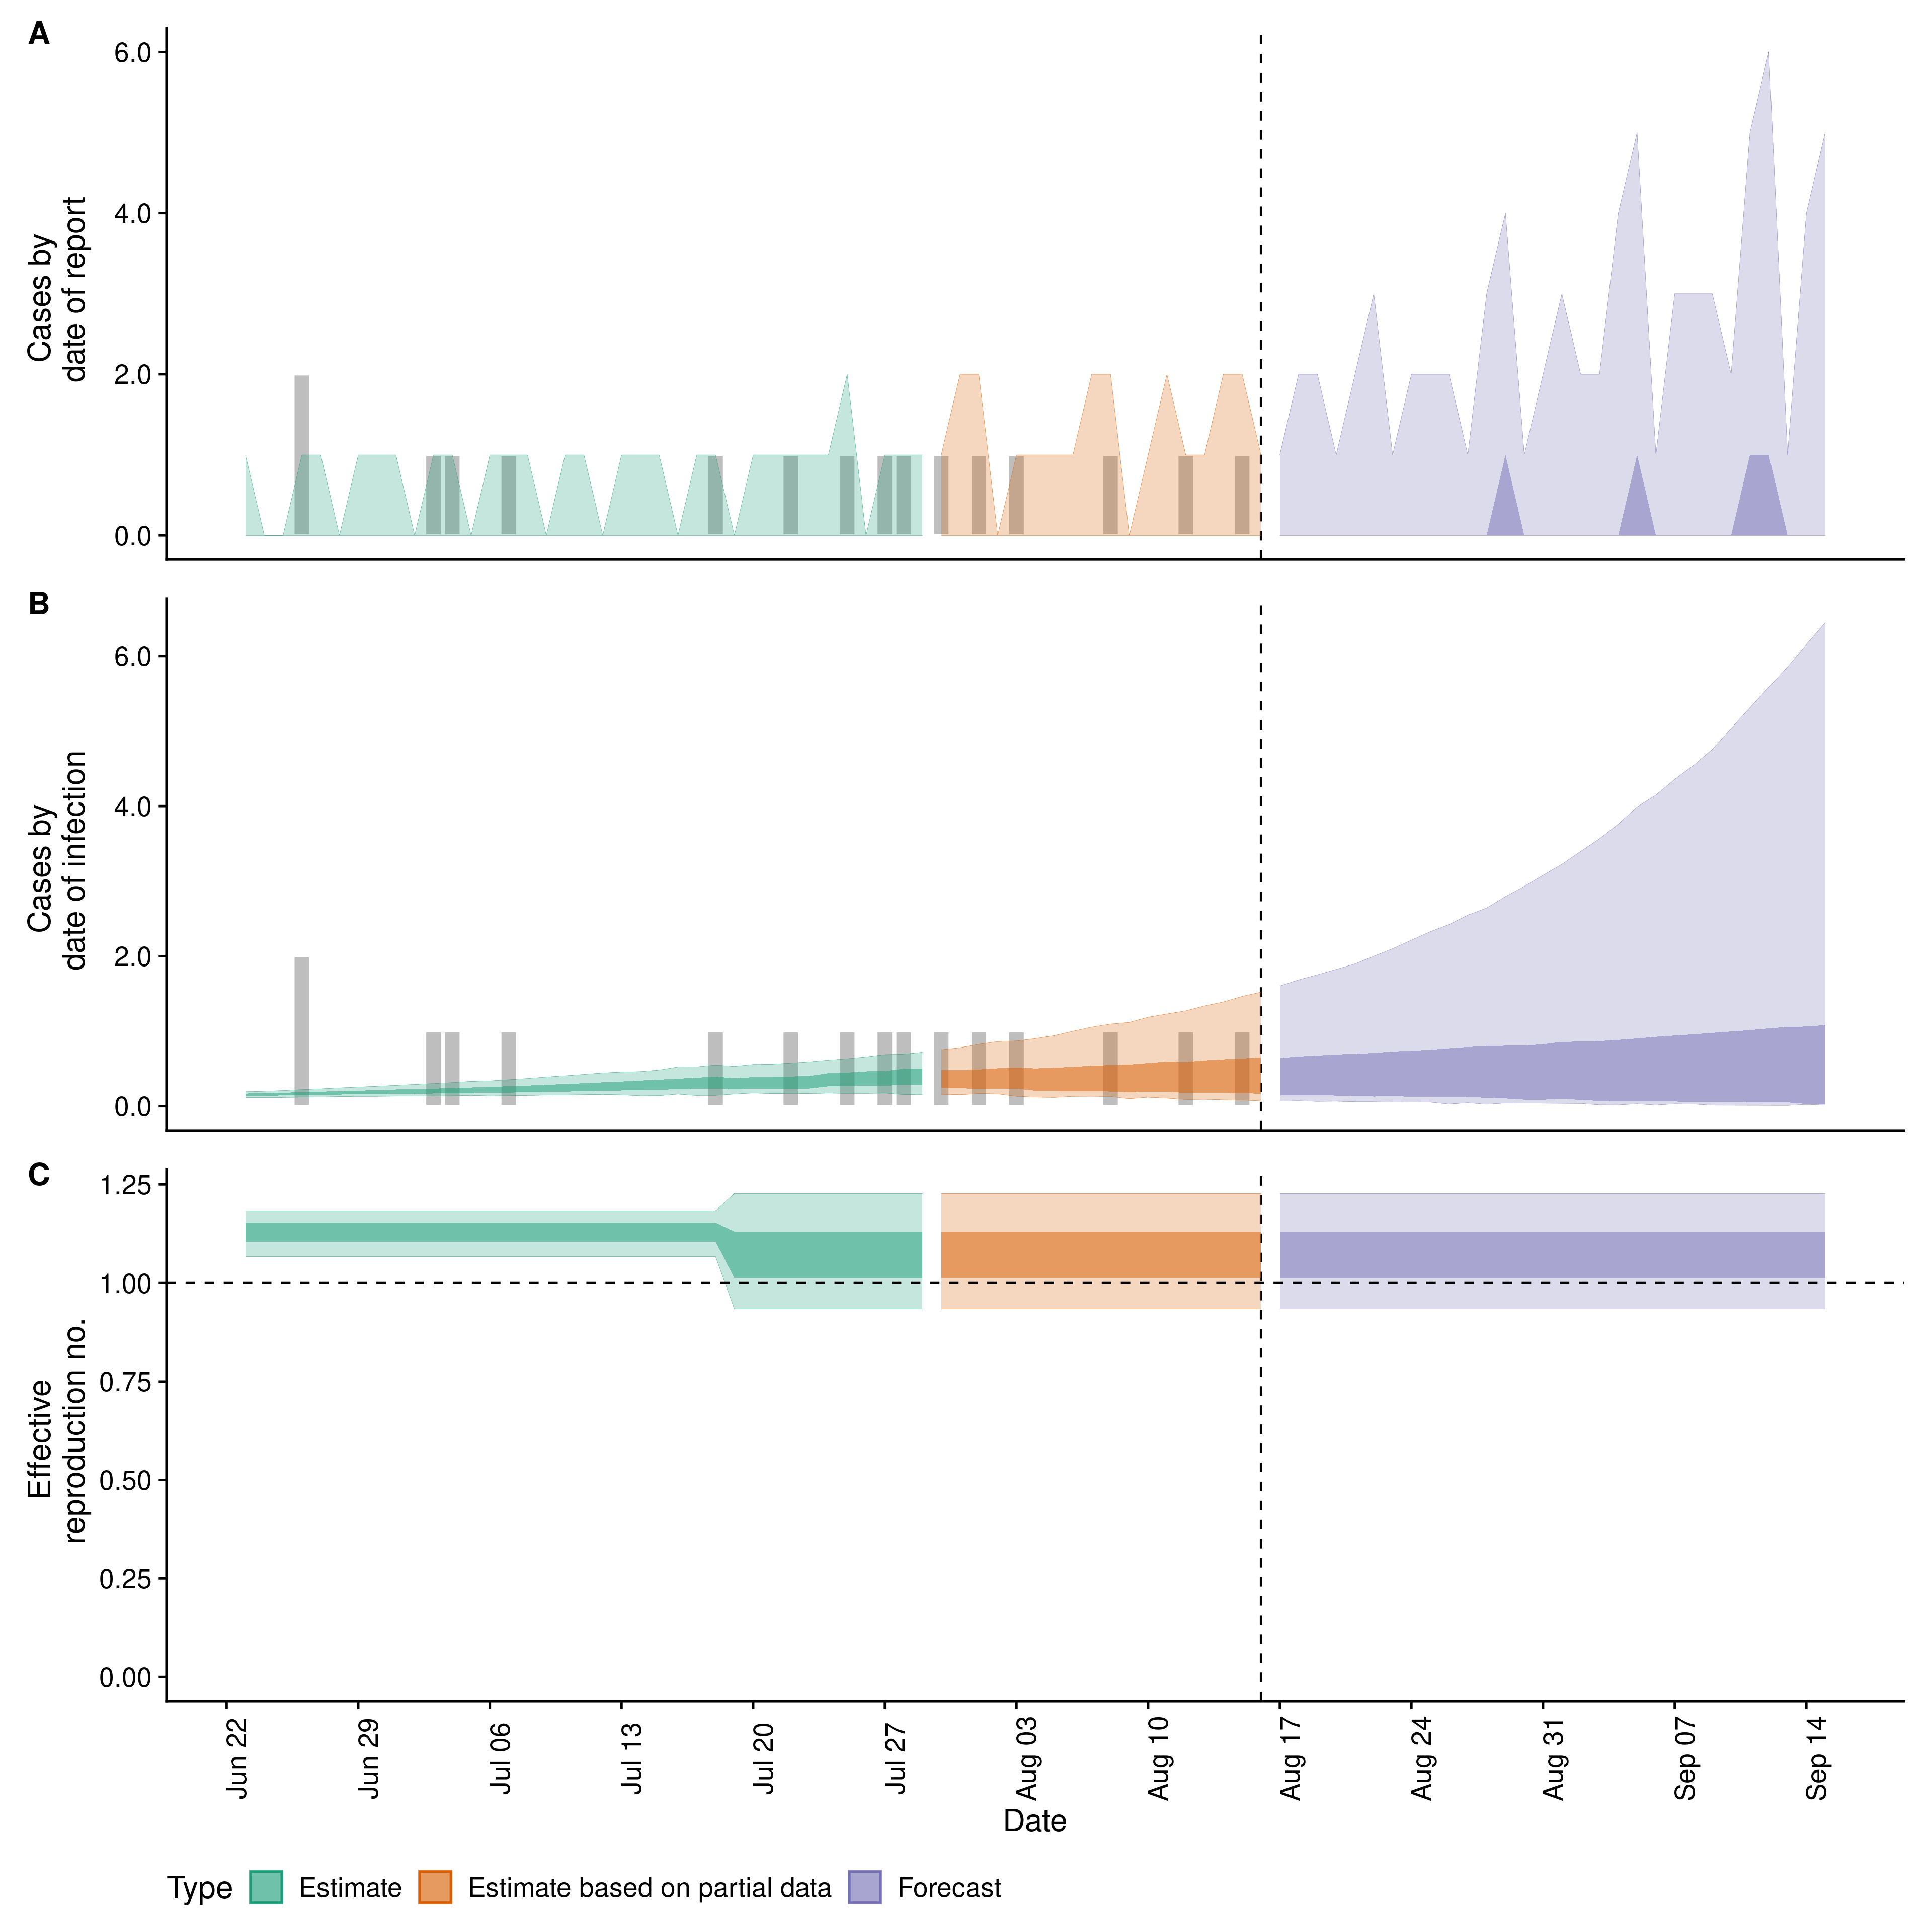 A
6.0
4.0
2.0
0.0
Cases by
date of report
B
6.0
4.0
2.0
0.0
Cases by
date of infection
C
1.25
1.00
0.75
0.50
0.25
0.00
Effective
reproduction no.
Jun 22
Jun 29
Jul 06
Jul 13
Jul 20
Jul 27
Aug 03
Aug 10
Aug 17
Aug 24
Aug 31
Sep 07
Sep 14
Date
Type Estimate Estimate based on partial data Forecast